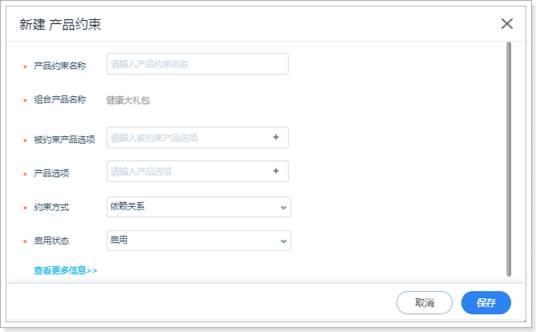 新建 产品约束
* 产品约束名称 请输入产品约束名称
* 组合产品名称 健康大礼包
* 被约束产品选项 请输入被约束产品选项 +
* 产品选项 请输入产品选项 +
* 约束方式 依赖关系
* 启用状态 启用
查看更多信息>>
取消 保存